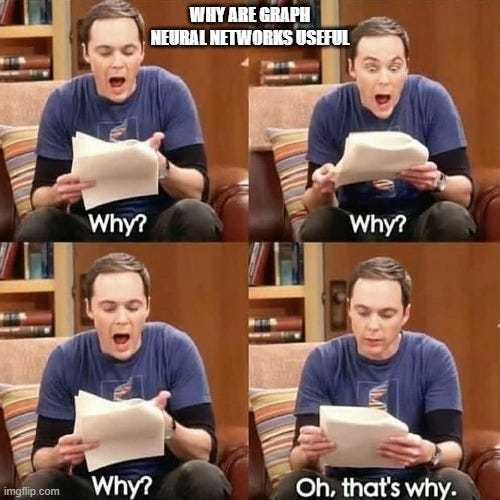 WHY ARE GRAPH
NEURAL NETWORKS USEFUL
Why?
Why?
Why?
Oh, that's why.
imgflip.com